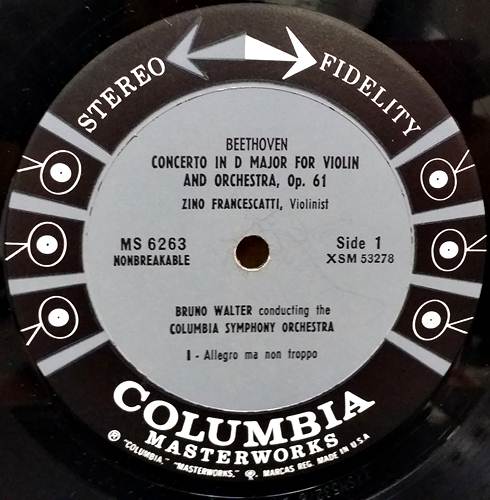 STEREO FIDELITY
BEETHOVEN
CONCERTO IN D MAJOR FOR VIOLIN
AND ORCHESTRA, Op. 61
ZINO FRANCESCATTI, Violinist
MS 6263
NONBREAKABLE
Side 1
XSM 53278
BRUNO WALTER conducting the
COLUMBIA SYMPHONY ORCHESTRA
I - Allegro ma non troppo
COLUMBIA
MASTERWORKS
® "COLUMBIA," "MASTERWORKS," MARCAS REG. MADE IN U.S.A